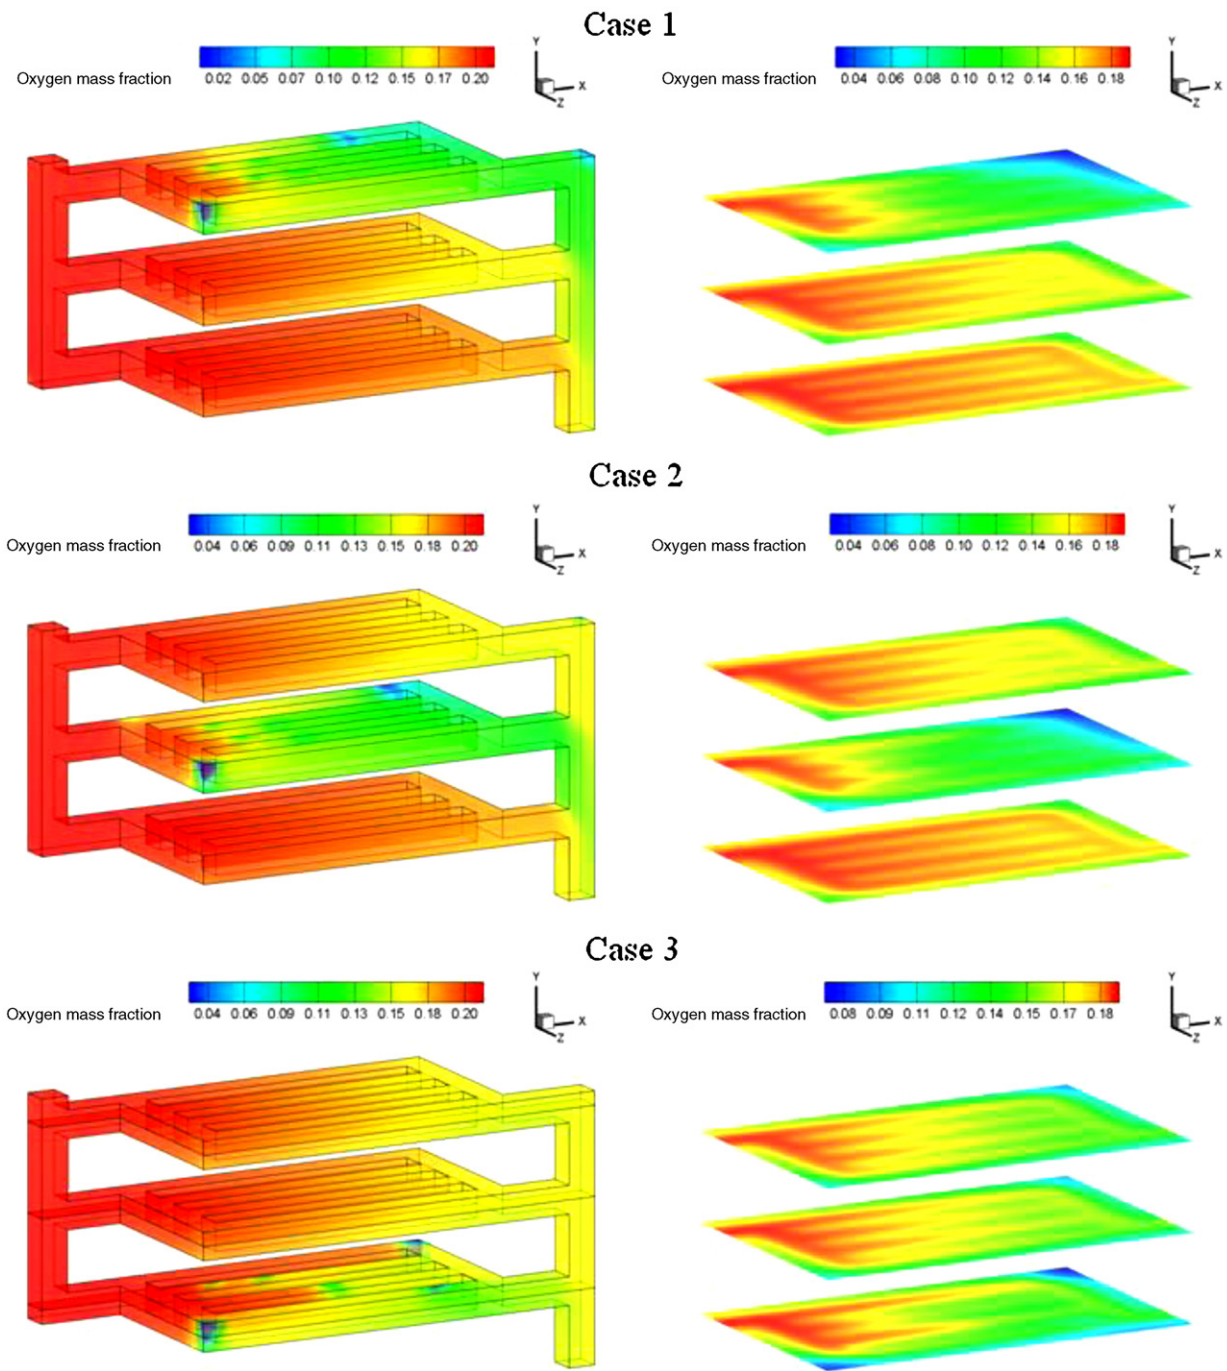 Case 1
Oxygen mass fraction
0.02 0.05 0.07 0.10 0.12 0.15 0.17 0.20
Y
X
Z
Oxygen mass fraction
0.04 0.06 0.08 0.10 0.12 0.14 0.16 0.18
Y
X
Z
Case 2
Oxygen mass fraction
0.04 0.06 0.09 0.11 0.13 0.15 0.18 0.20
Y
X
Z
Oxygen mass fraction
0.04 0.06 0.08 0.10 0.12 0.14 0.16 0.18
Y
X
Z
Case 3
Oxygen mass fraction
0.04 0.06 0.09 0.11 0.13 0.15 0.18 0.20
Y
X
Z
Oxygen mass fraction
0.08 0.09 0.11 0.12 0.14 0.15 0.17 0.18
Y
X
Z